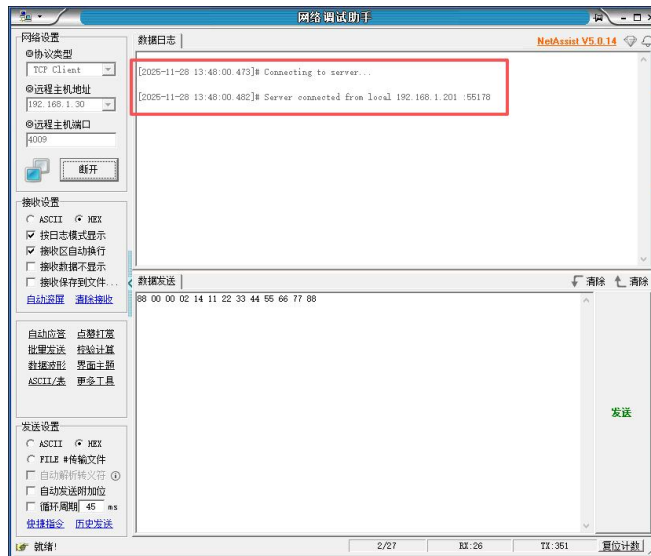 网络调试助手
网络设置
协议类型
TCP Client
远程主机地址
192.168.1.30
远程主机端口
4009
断开
接收设置
ASCII HEX
按日志模式显示
接收区自动换行
接收数据不显示
接收保存到文件...
自动滚屏 清除接收
自动应答 点赞打赏
批量发送 校验计算
数据波形 界面主题
ASCII/表 更多工具
发送设置
ASCII HEX
FILE #传输文件
自动解析转义符
自动发送附加位
循环周期 45 ms
快捷指令 历史发送
数据日志
NetAssist V5.0.14
[2025-11-28 13:48:00.473]# Connecting to server...
[2025-11-28 13:48:00.482]# Server connected from local 192.168.1.201 :55178
数据发送
清除 清除
88 00 00 02 14 11 22 33 44 55 66 77 88
发送
就绪!
2/27
RX:26
TX:351
复位计数